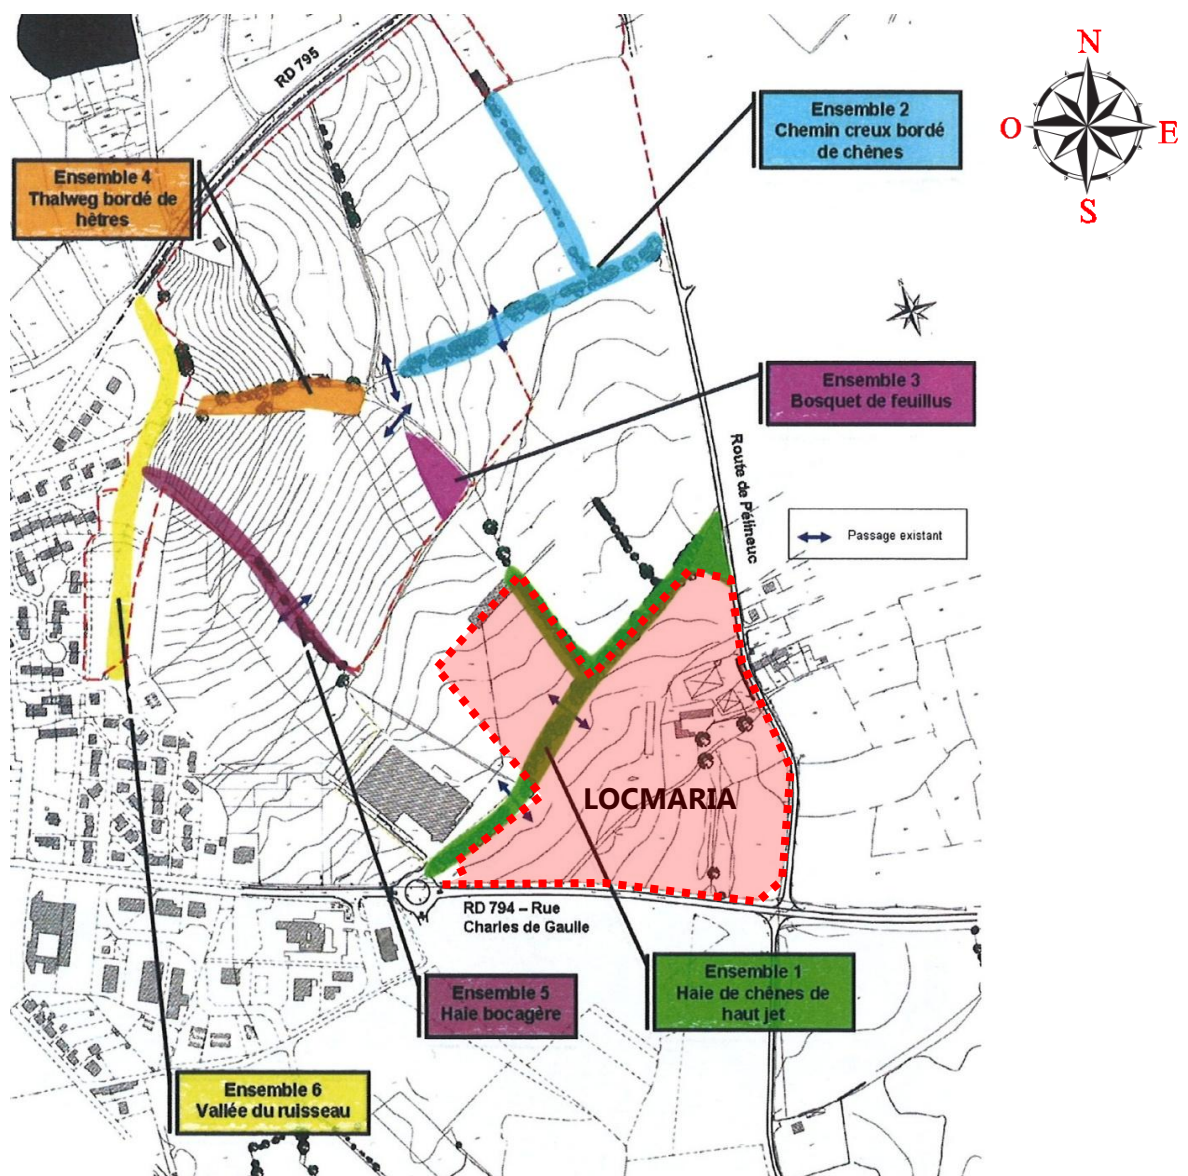 N
O
E
S
RD 795
Ensemble 2
Chemin creux bordé
de chênes
Ensemble 4
Thalweg bordé de
hêtres
Ensemble 3
Bosquet de feuillus
Route de Pélineuc
Passage existant
LOCMARIA
RD 794 – Rue
Charles de Gaulle
Ensemble 1
Haie de chênes de
haut jet
Ensemble 5
Haie bocagère
Ensemble 6
Vallée du ruisseau